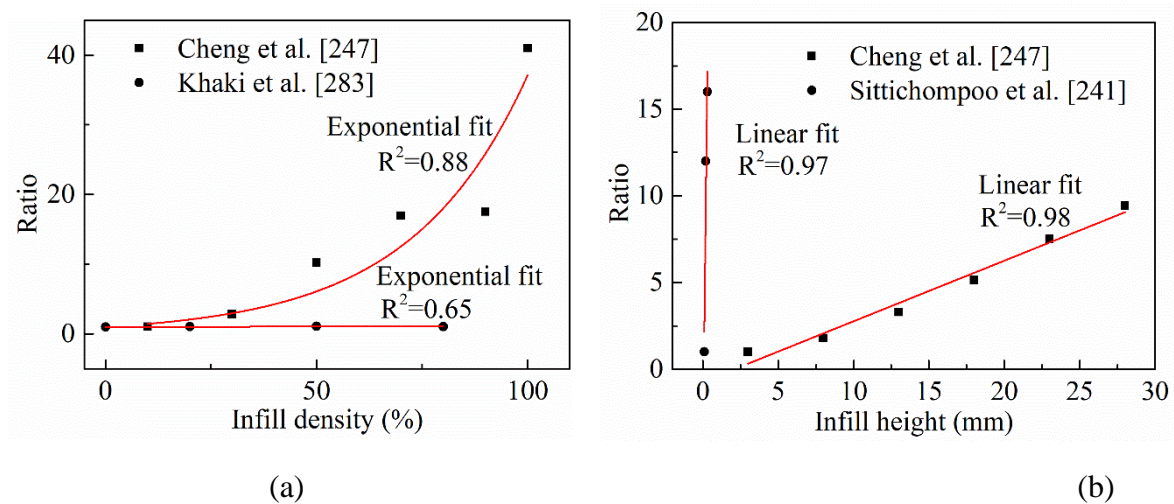 40
20
0
Ratio
Cheng et al. [247]
Khaki et al. [283]
Exponential fit
R²=0.88
Exponential fit
R²=0.65
0
50
100
Infill density (%)
(a)
20
15
10
5
0
Ratio
Cheng et al. [247]
Sittichompoo et al. [241]
Linear fit
R²=0.97
Linear fit
R²=0.98
0
5
10
15
20
25
30
Infill height (mm)
(b)